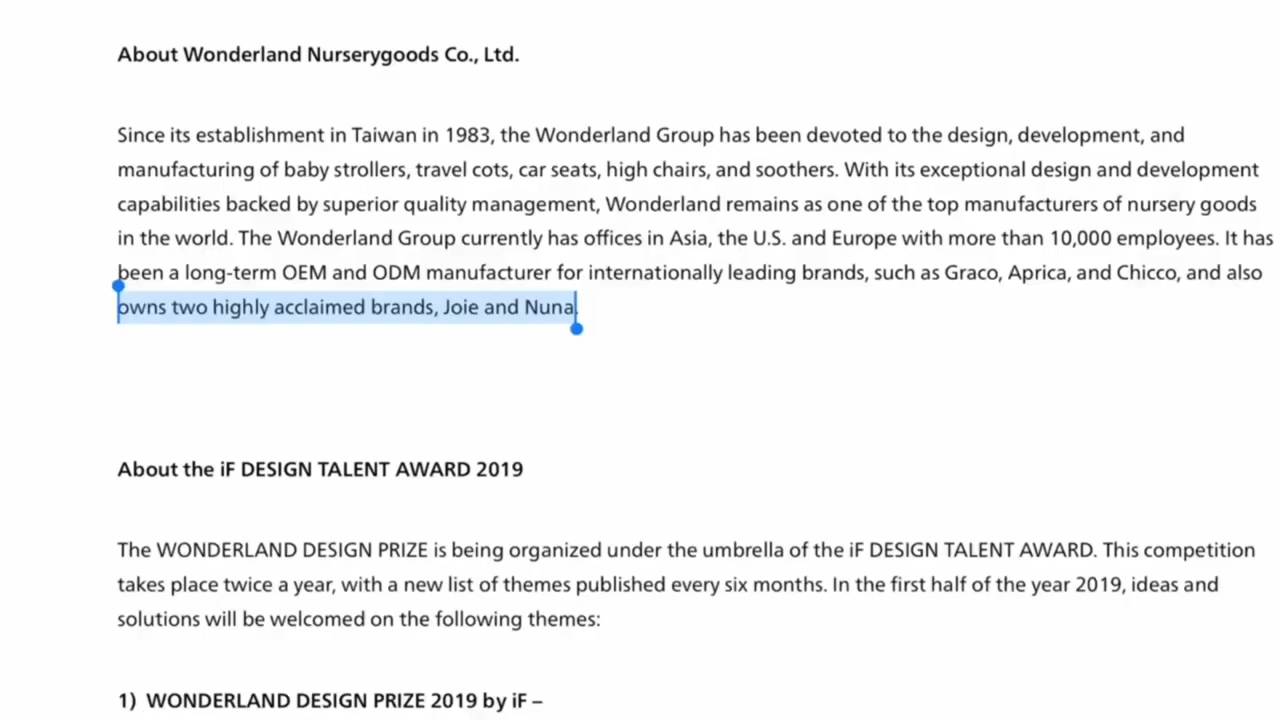 About Wonderland Nurserygoods Co., Ltd.
Since its establishment in Taiwan in 1983, the Wonderland Group has been devoted to the design, development, and
manufacturing of baby strollers, travel cots, car seats, high chairs, and soothers. With its exceptional design and development
capabilities backed by superior quality management, Wonderland remains as one of the top manufacturers of nursery goods
in the world. The Wonderland Group currently has offices in Asia, the U.S. and Europe with more than 10,000 employees. It has
been a long-term OEM and ODM manufacturer for internationally leading brands, such as Graco, Aprica, and Chicco, and also
owns two highly acclaimed brands, Joie and Nuna.
About the iF DESIGN TALENT AWARD 2019
The WONDERLAND DESIGN PRIZE is being organized under the umbrella of the iF DESIGN TALENT AWARD. This competition
takes place twice a year, with a new list of themes published every six months. In the first half of the year 2019, ideas and
solutions will be welcomed on the following themes:
1) WONDERLAND DESIGN PRIZE 2019 by iF –